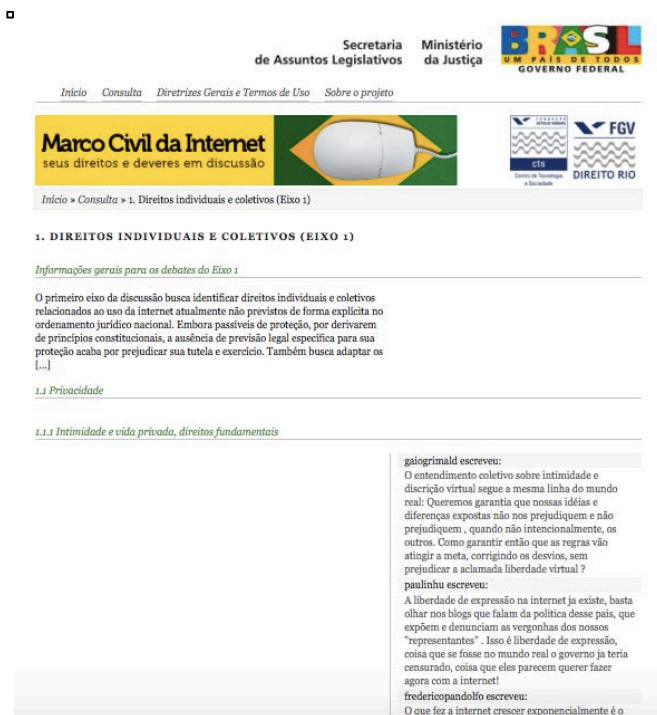 Secretaria
de Assuntos Legislativos
Ministério
da Justiça
BRASIL
UM PAÍS DE TODOS
GOVERNO FEDERAL
Início Consulta Diretrizes Gerais e Termos de Uso Sobre o projeto
Marco Civil da Internet
seus direitos e deveres em discussão
cts
Centro de Tecnologia
e Sociedade
FGV
DIREITO RIO
Início » Consulta » 1. Direitos individuais e coletivos (Eixo 1)
1. DIREITOS INDIVIDUAIS E COLETIVOS (EIXO 1)
Informações gerais para os debates do Eixo 1
O primeiro eixo da discussão busca identificar direitos individuais e coletivos
relacionados ao uso da internet atualmente não previstos de forma explícita no
ordenamento jurídico nacional. Embora passíveis de proteção, por derivarem
de princípios constitucionais, a ausência de previsão legal específica para sua
proteção acaba por prejudicar sua tutela e exercício. Também busca adaptar os
[...]
1.1 Privacidade
1.1.1 Intimidade e vida privada, direitos fundamentais
gaiogrimald escreveu:
O entendimento coletivo sobre intimidade e
discrição virtual segue a mesma linha do mundo
real: Queremos garantia que nossas idéias e
diferenças expostas não nos prejudiquem e não
prejudiquem , quando não intencionalmente, os
outros. Como garantir então que as regras vão
atingir a meta, corrigindo os desvios, sem
prejudicar a aclamada liberdade virtual ?
paulinhu escreveu:
A liberdade de expressão na internet ja existe, basta
olhar nos blogs que falam da politica desse pais, que
expõem e denunciam as vergonhas dos nossos
"representantes" . Isso é liberdade de expressão,
coisa que se fosse no mundo real o governo ja teria
censurado, coisa que eles parecem querer fazer
agora com a internet!
fredericopandolfo escreveu:
O que fez a internet crescer exponencialmente é o